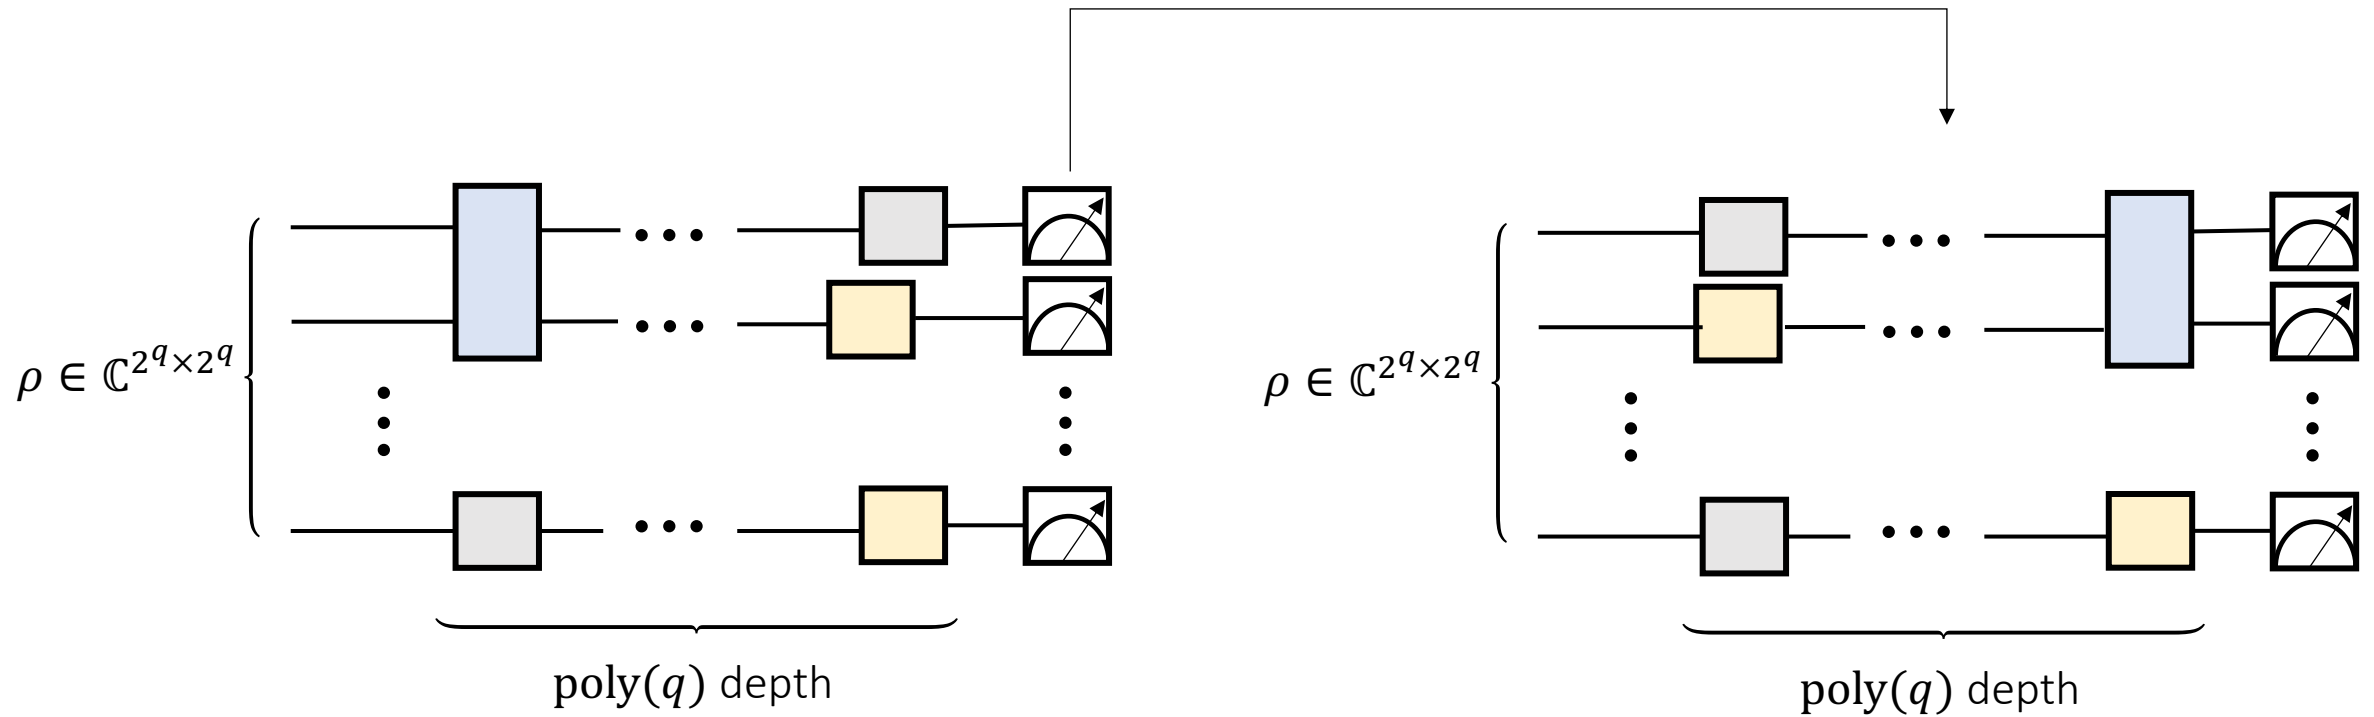 ρ ∈ ℂ^{2^q×2^q}
poly(q) depth
ρ ∈ ℂ^{2^q×2^q}
poly(q) depth